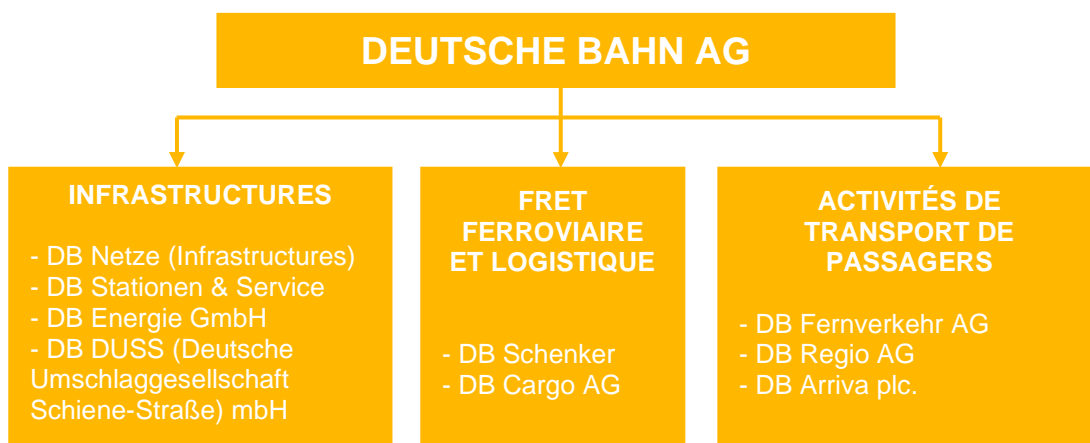 DEUTSCHE BAHN AG
INFRASTRUCTURES
- DB Netze (Infrastructures)
- DB Stationen & Service
- DB Energie GmbH
- DB DUSS (Deutsche
Umschlaggesellschaft
Schiene-Straße) mbH
FRET
FERROVIAIRE
ET LOGISTIQUE
- DB Schenker
- DB Cargo AG
ACTIVITÉS DE
TRANSPORT DE
PASSAGERS
- DB Fernverkehr AG
- DB Regio AG
- DB Arriva plc.